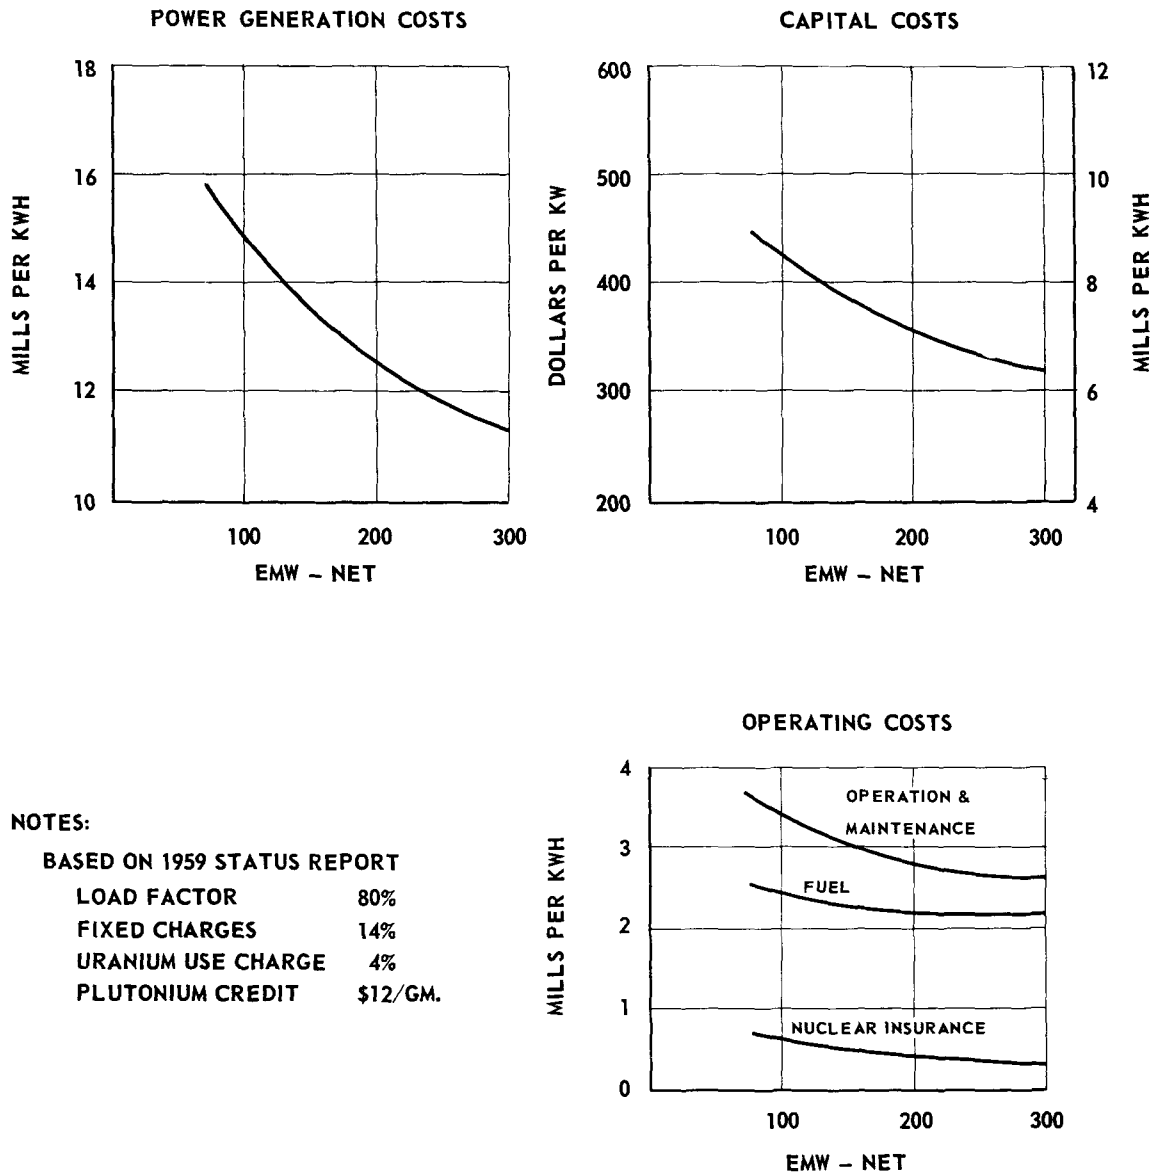 POWER GENERATION COSTS
18
16
14
12
10
MILLS PER KWH
100 200 300
EMW – NET
CAPITAL COSTS
600
500
400
300
200
DOLLARS PER KW
12
10
8
6
4
MILLS PER KWH
100 200 300
EMW – NET
NOTES:
BASED ON 1959 STATUS REPORT
LOAD FACTOR 80%
FIXED CHARGES 14%
URANIUM USE CHARGE 4%
PLUTONIUM CREDIT $12/GM.
OPERATING COSTS
4
3
2
1
0
MILLS PER KWH
OPERATION &
MAINTENANCE
FUEL
NUCLEAR INSURANCE
100 200 300
EMW – NET